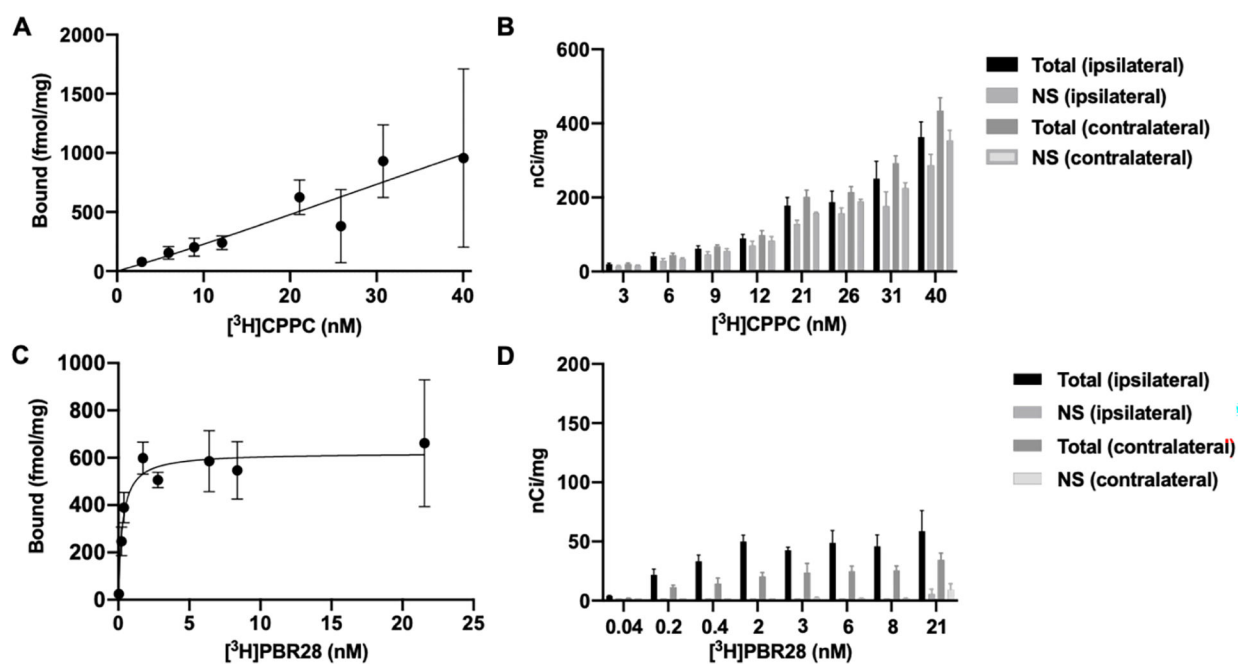 A
2000
1500
1000
500
0
Bound (fmol/mg)
0 10 20 30 40
[³H]CPPC (nM)
B
600
400
200
0
nCi/mg
3 6 9 12 21 26 31 40
[³H]CPPC (nM)
Total (ipsilateral)
NS (ipsilateral)
Total (contralateral)
NS (contralateral)
C
1000
800
600
400
200
0
Bound (fmol/mg)
0 5 10 15 20 25
[³H]PBR28 (nM)
D
200
150
100
50
0
nCi/mg
0.04 0.2 0.4 2 3 6 8 21
[³H]PBR28 (nM)
Total (ipsilateral)
NS (ipsilateral)
Total (contralateral)
NS (contralateral)